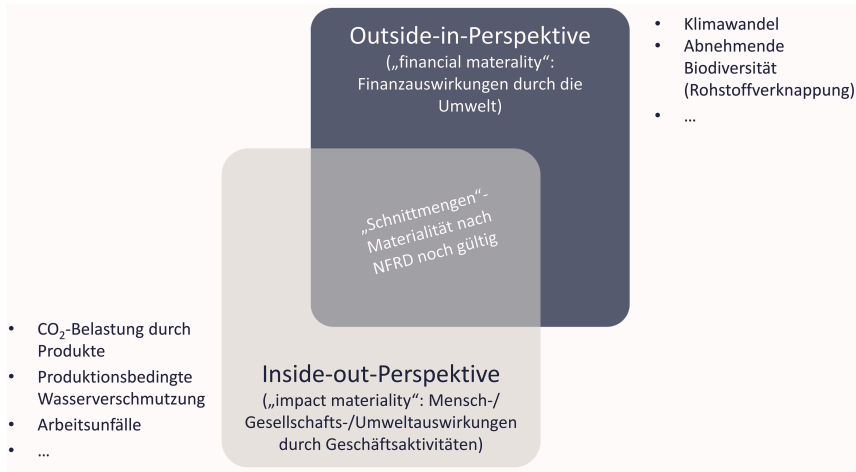 Outside-in-Perspektive
(„financial materality“:
Finanzauswirkungen durch die
Umwelt)
• Klimawandel
• Abnehmende
Biodiversität
(Rohstoffverknappung)
• ...
„Schnittmengen“-
Materialität nach
NFRD noch gültig
• CO₂-Belastung durch
Produkte
• Produktionsbedingte
Wasserverschmutzung
• Arbeitsunfälle
• ...
Inside-out-Perspektive
(„impact materiality“: Mensch-/
Gesellschafts-/Umweltauswirkungen
durch Geschäftsaktivitäten)